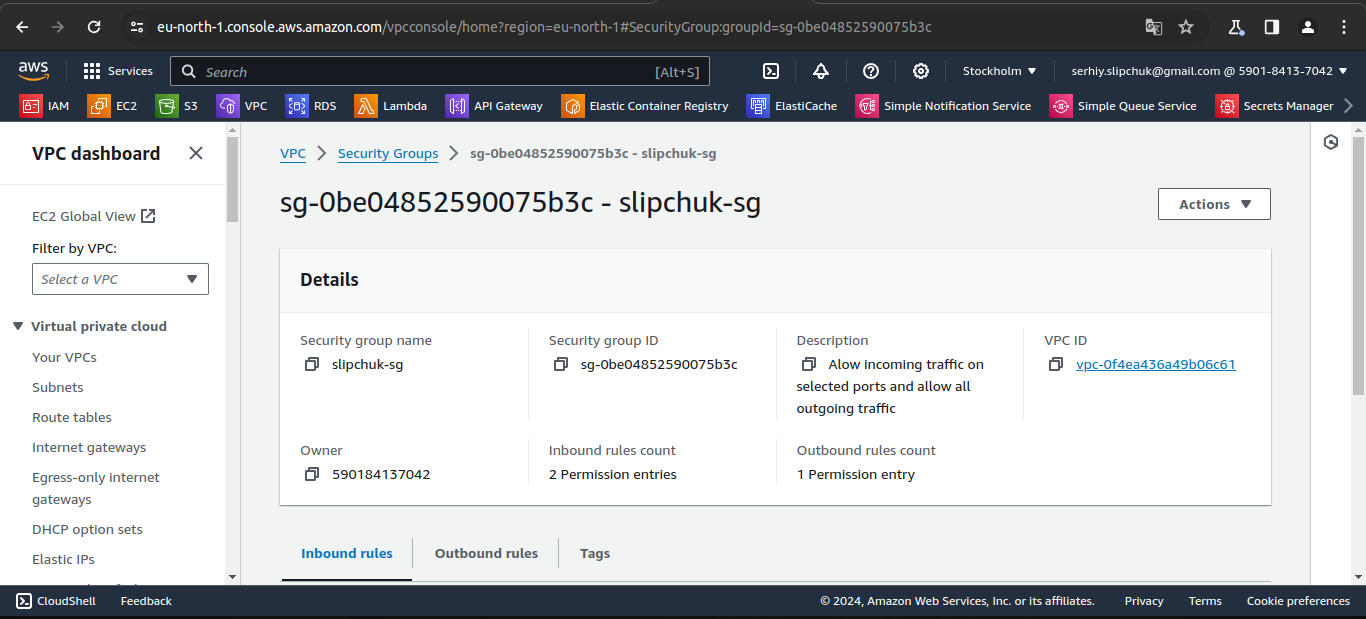 eu-north-1.console.aws.amazon.com/vpcconsole/home?region=eu-north-1#SecurityGroup:groupId=sg-0be04852590075b3c
aws
Services
Search
[Alt+S]
Stockholm
serhiy.slipchuk@gmail.com @ 5901-8413-7042
IAM
EC2
S3
VPC
RDS
Lambda
API Gateway
Elastic Container Registry
ElastiCache
Simple Notification Service
Simple Queue Service
Secrets Manager
VPC dashboard
EC2 Global View
Filter by VPC:
Select a VPC
Virtual private cloud
Your VPCs
Subnets
Route tables
Internet gateways
Egress-only internet
gateways
DHCP option sets
Elastic IPs
VPC
Security Groups
sg-0be04852590075b3c - slipchuk-sg
sg-0be04852590075b3c - slipchuk-sg
Actions
Details
Security group name
slipchuk-sg
Security group ID
sg-0be04852590075b3c
Description
Alow incoming traffic on
selected ports and allow all
outgoing traffic
VPC ID
vpc-0f4ea436a49b06c61
Owner
590184137042
Inbound rules count
2 Permission entries
Outbound rules count
1 Permission entry
Inbound rules
Outbound rules
Tags
CloudShell
Feedback
© 2024, Amazon Web Services, Inc. or its affiliates.
Privacy
Terms
Cookie preferences